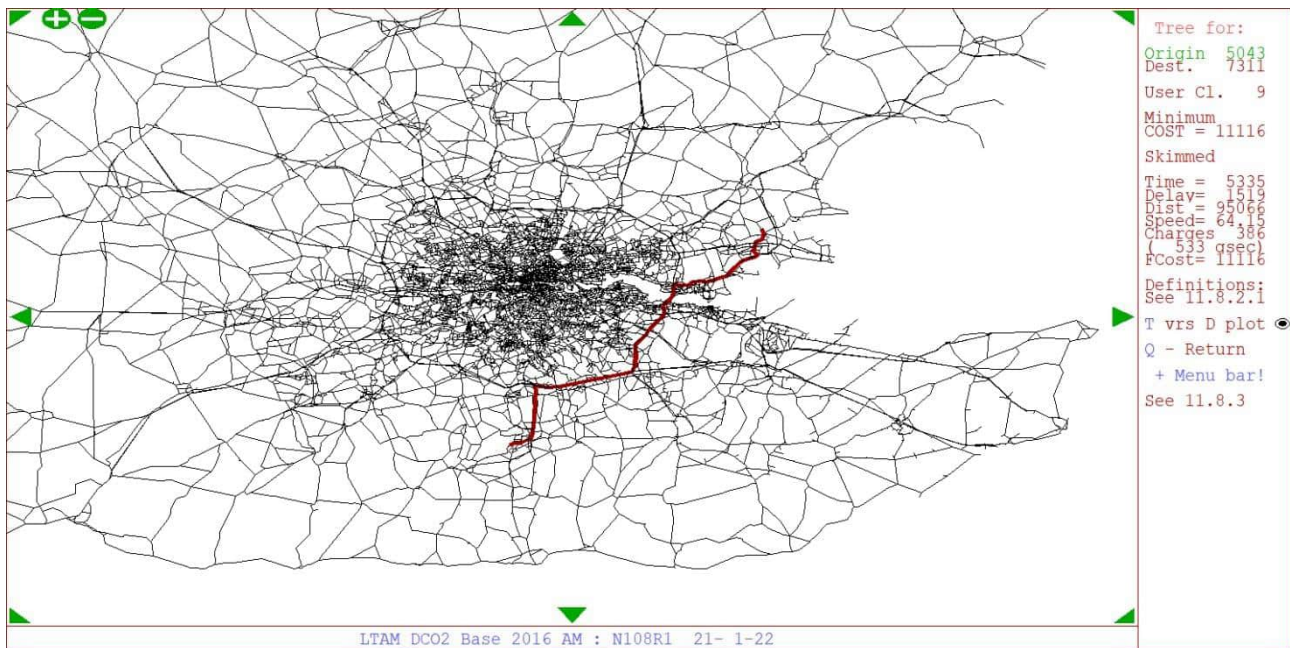 Tree for:
Origin 5043
Dest. 7311
User Cl. 9
Minimum
COST = 11116
Skimmed
Time = 5335
Delay= 1519
Dist = 95066
Speed= 64.15
Charges 386
( 533 gsec)
FCost= 11116
Definitions:
See 11.8.2.1
T vrs D plot
Q - Return
+ Menu bar!
See 11.8.3
LTAM DCO2 Base 2016 AM : N108R1 21- 1-22